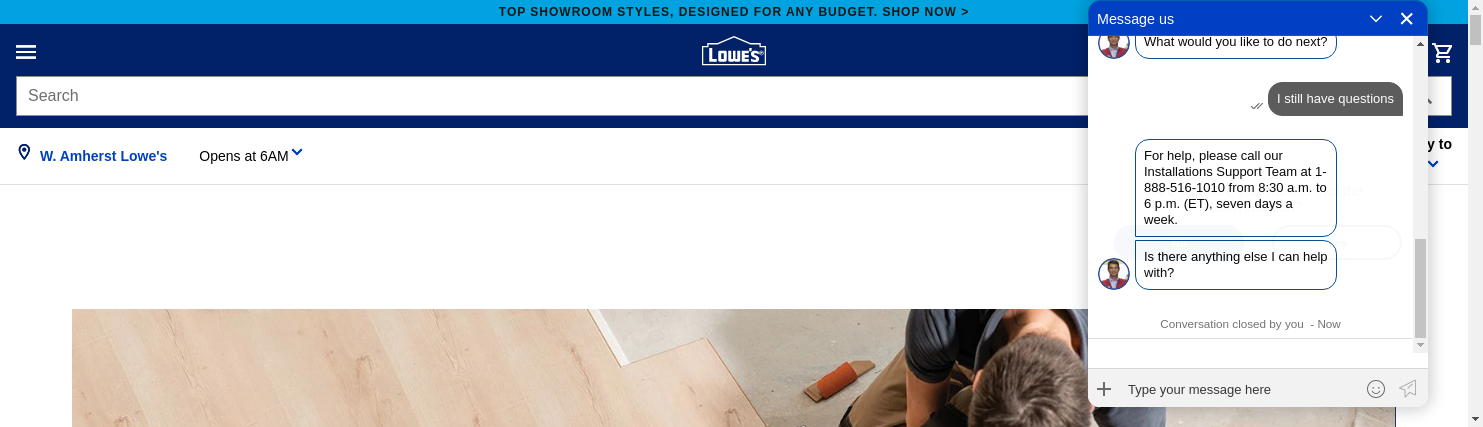 TOP SHOWROOM STYLES, DESIGNED FOR ANY BUDGET. SHOP NOW >
LOWE'S
Search
W. Amherst Lowe's
Opens at 6AM
y to
Message us
What would you like to do next?
I still have questions
For help, please call our
Installations Support Team at 1-
888-516-1010 from 8:30 a.m. to
6 p.m. (ET), seven days a
week.
Is there anything else I can help
with?
Conversation closed by you - Now
Type your message here